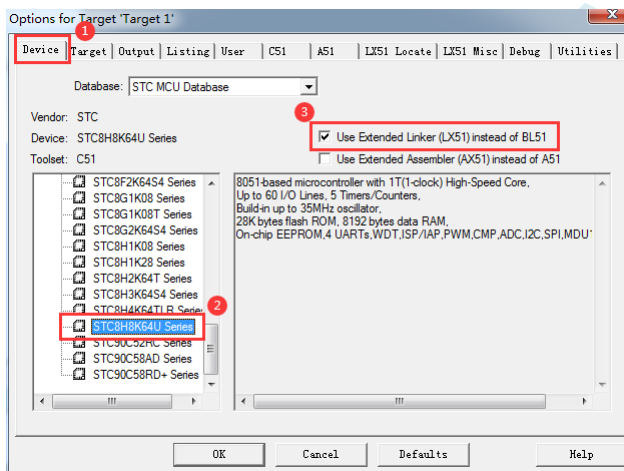 Options for Target 'Target 1'
1
Device Target Output Listing User C51 A51 LX51 Locate LX51 Misc Debug Utilities
Database: STC MCU Database
Vendor: STC
3
Device: STC8H8K64U Series
Use Extended Linker (LX51) instead of BL51
Toolset: C51
Use Extended Assembler (AX51) instead of A51
STC8F2K64S4 Series
STC8G1K08 Series
STC8G1K08T Series
STC8G2K64S4 Series
STC8H1K08 Series
STC8H1K28 Series
STC8H2K64T Series
STC8H3K64S4 Series
STC8H4K64TLR Series
2
STC8H8K64U Series
STC90C52RC Series
STC90C58AD Series
STC90C58RD+ Series
8051-based microcontroller with 1T(1-clock) High-Speed Core,
Up to 60 I/O Lines, 5 Timers/Counters,
Build-in up to 35MHz oscillator,
28K bytes flash ROM, 8192 bytes data RAM,
On-chip EEPROM,4 UARTs,WDT,ISP/IAP,PWM,CMP,ADC,I2C,SPI,MDU1
OK
Cancel
Defaults
Help